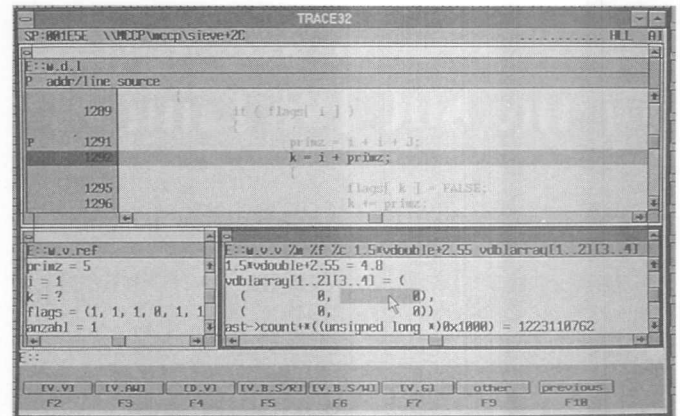 TRACE32
SP:001E5E \\MCCP\mccp\sieve+2C HLL AI
E::w.d.l
P addr/line source
{
1289 if ( flags[ i ] )
{
P 1291 primz = i + i + 3;
1292 k = i + primz;
{
1295 flags[ k ] = FALSE;
1296 k += primz;
E::w.v.ref
primz = 5
i = 1
k = ?
flags = (1, 1, 1, 0, 1, 1
anzahl = 1
E::w.v.v %m %f %c 1.5*vdouble+2.55 vdblarray[1..2][3..4]
1.5*vdouble+2.55 = 4.8
vdblarray[1..2][3..4] = (
( 0, 0),
( 0, 0))
ast->count+*((unsigned long *)0x1000) = 1223110762
E::
[V.V] [V.AW] [D.V] [V.B.S/R] [V.B.S/W] [V.G] other previous
F2 F3 F4 F5 F6 F7 F9 F10